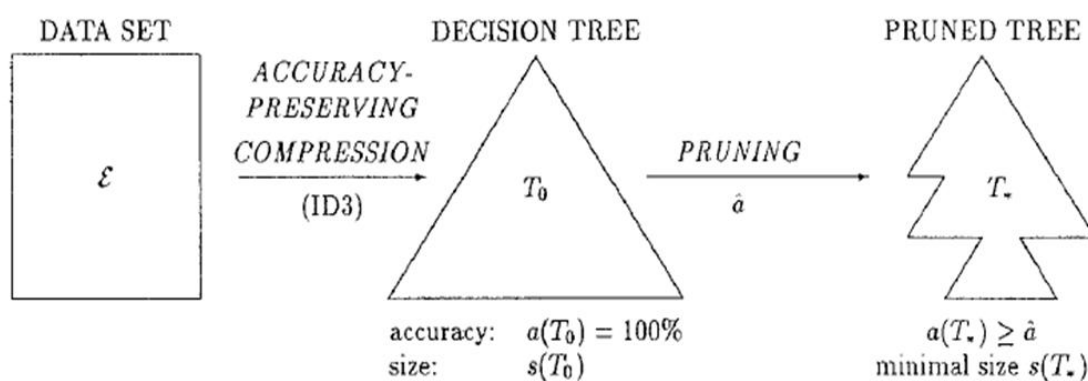 DATA SET
ℰ
ACCURACY-
PRESERVING
COMPRESSION
(ID3)
DECISION TREE
T₀
accuracy: a(T₀) = 100%
size: s(T₀)
PRUNING
â
PRUNED TREE
T*
a(T*) ≥ â
minimal size s(T*)